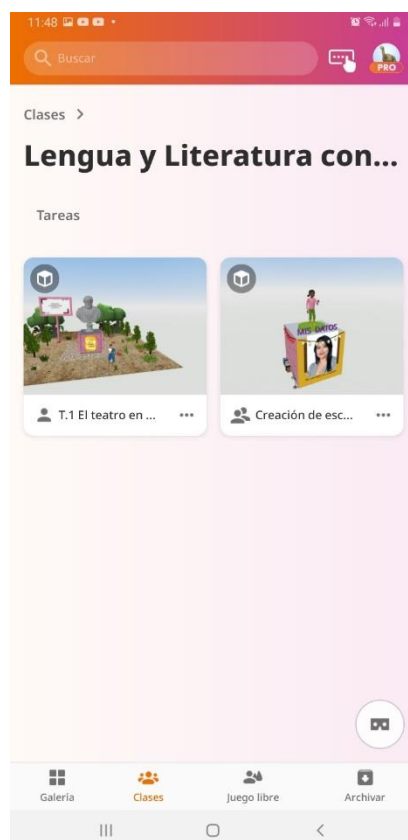 11:48
Buscar
PRO
Clases >
Lengua y Literatura con...
Tareas
MIS DATOS
T.1 El teatro en ...
Creación de esc...
Galería
Clases
Juego libre
Archivar